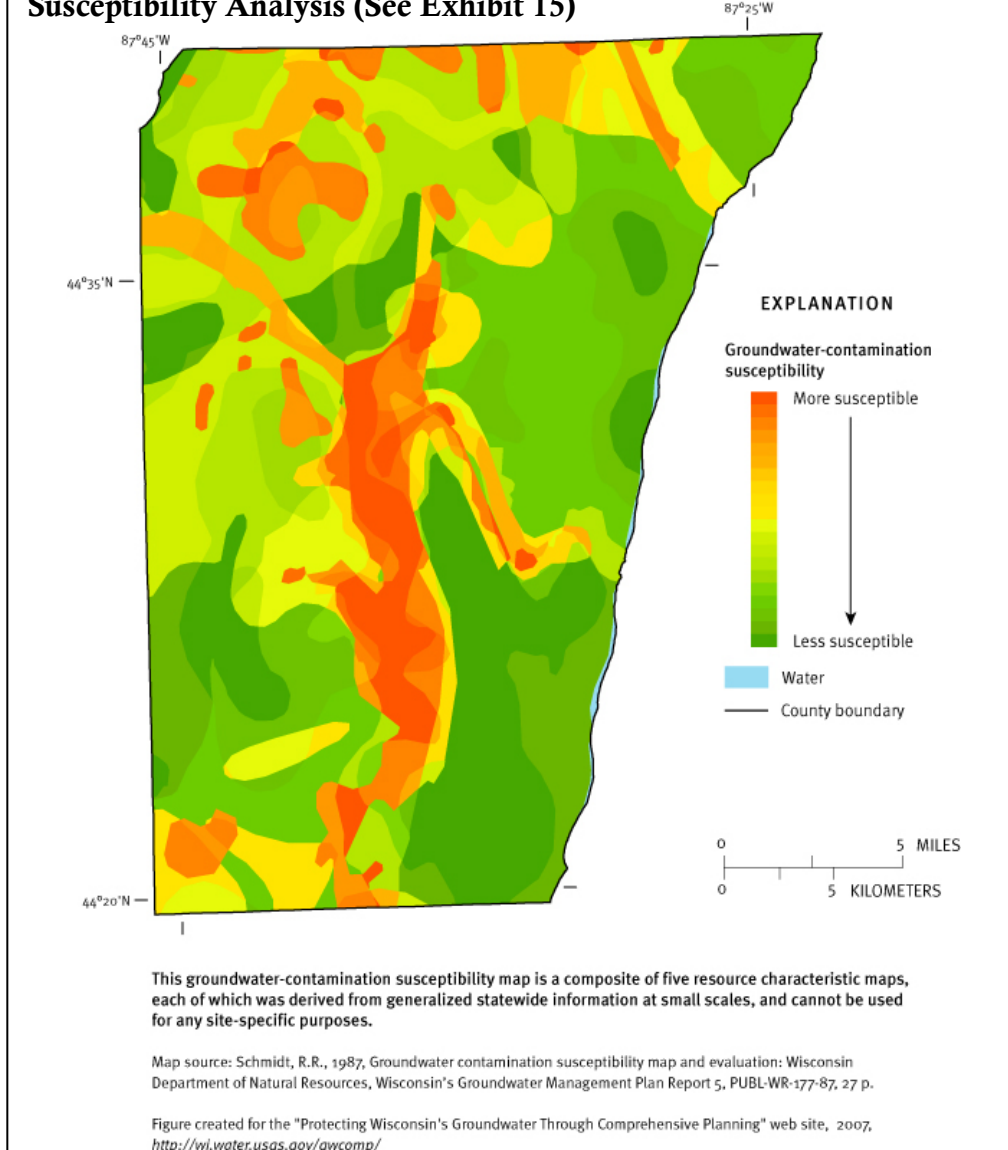 Susceptibility Analysis (See Exhibit 15)
87°25'W
87°45'W
44°35'N
EXPLANATION
Groundwater-contamination
susceptibility
More susceptible
Less susceptible
Water
County boundary
0 5 MILES
0 5 KILOMETERS
44°20'N
This groundwater-contamination susceptibility map is a composite of five resource characteristic maps,
each of which was derived from generalized statewide information at small scales, and cannot be used
for any site-specific purposes.
Map source: Schmidt, R.R., 1987, Groundwater contamination susceptibility map and evaluation: Wisconsin
Department of Natural Resources, Wisconsin's Groundwater Management Plan Report 5, PUBL-WR-177-87, 27 p.
Figure created for the "Protecting Wisconsin's Groundwater Through Comprehensive Planning" web site, 2007,
http://wi.water.usgs.gov/gwcomp/